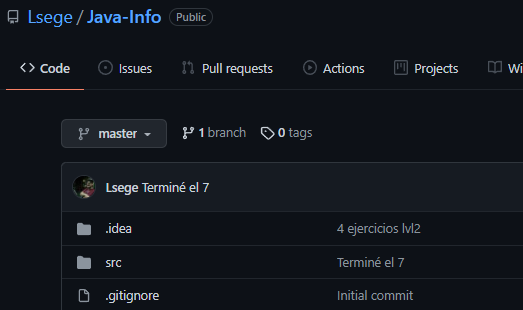 Lsege / Java-Info Public
Code Issues Pull requests Actions Projects Wi
master 1 branch 0 tags
Lsege Terminé el 7
.idea 4 ejercicios lvl2
src Terminé el 7
.gitignore Initial commit